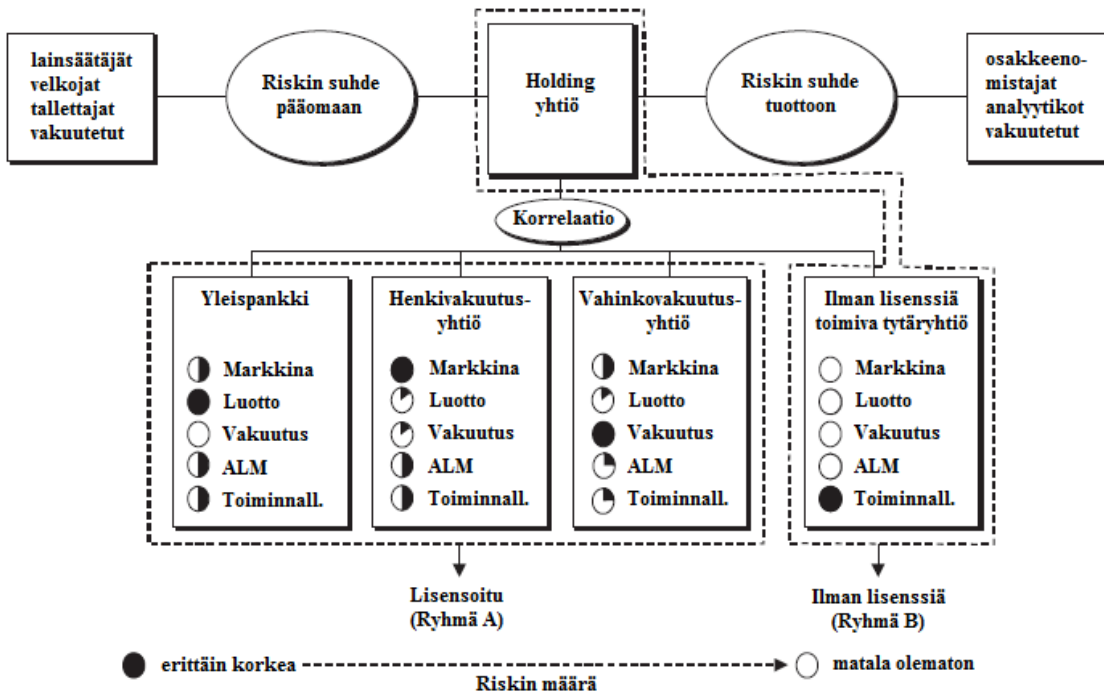 lainsäätäjät
velkojat
tallettajat
vakuutetut
Riskin suhde
pääomaan
Holding
yhtiö
Riskin suhde
tuottoon
osakkeeno-
mistajat
analyytikot
vakuutetut
Korrelaatio
Yleispankki
Markkina
Luotto
Vakuutus
ALM
Toiminnall.
Henkivakuutus-
yhtiö
Markkina
Luotto
Vakuutus
ALM
Toiminnall.
Vahinkovakuutus-
yhtiö
Markkina
Luotto
Vakuutus
ALM
Toiminnall.
Ilman lisenssiä
toimiva tytäryhtiö
Markkina
Luotto
Vakuutus
ALM
Toiminnall.
Lisensoitu
(Ryhmä A)
Ilman lisenssiä
(Ryhmä B)
erittäin korkea
Riskin määrä
matala olematon